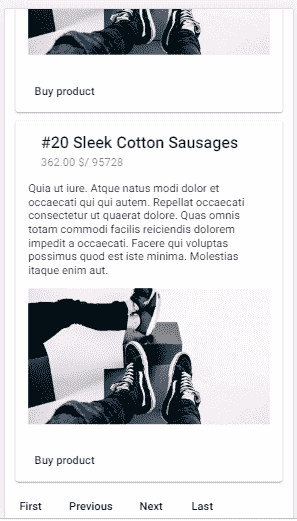 Buy product
#20 Sleek Cotton Sausages
362.00 $/ 95728
Quia ut iure. Atque natus modi dolor et
occaecati qui qui autem. Repellat occaecati
consectetur ut quaerat dolore. Quas omnis
totam commodi facilis reiciendis dolorem
impedit a occaecati. Facere qui voluptas
possimus quod est iste minima. Molestias
itaque enim aut.
Buy product
First Previous Next Last